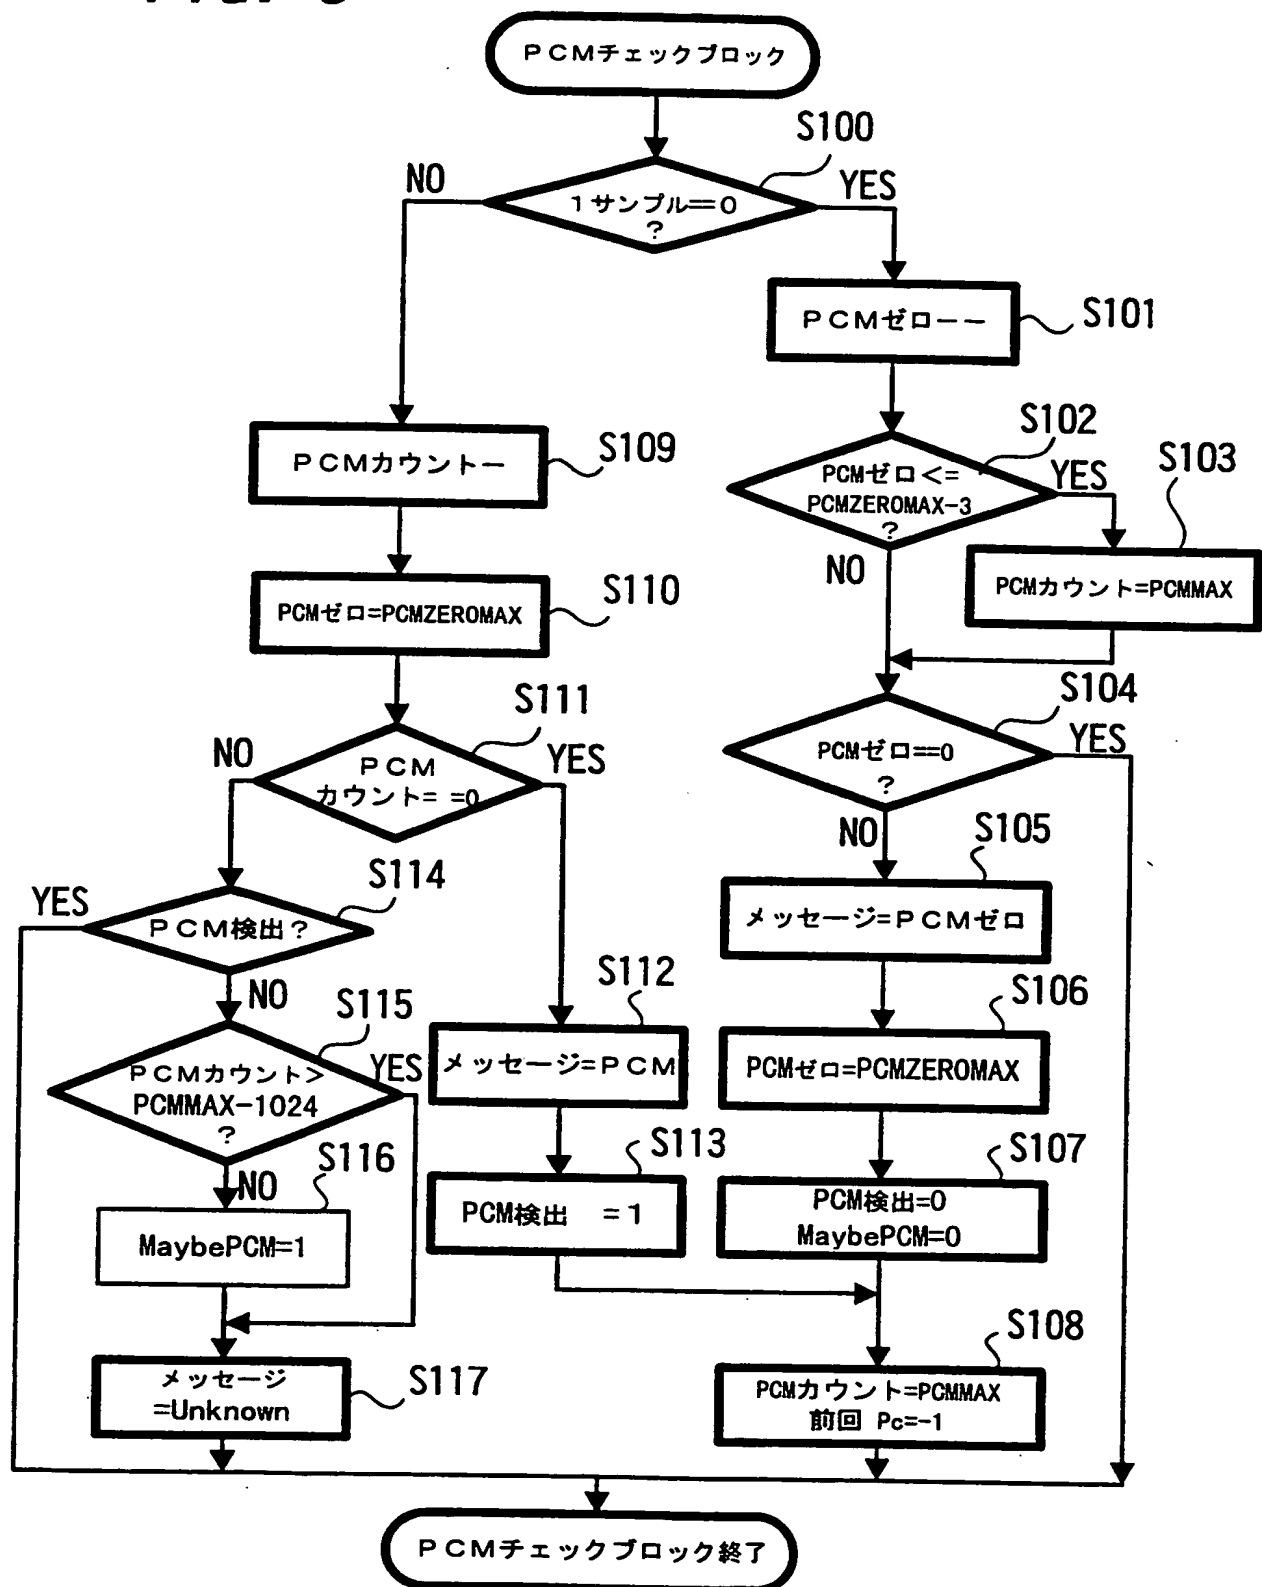 PCMチェックブロック
S100
NO
YES
1サンプル==0
?
PCMゼロ−−
S101
PCMカウント−
S109
S102
PCMゼロ<=
PCMZEROMAX-3
?
YES
S103
NO
PCMカウント=PCMMAX
PCMゼロ=PCMZEROMAX
S110
S111
NO
YES
PCM
カウント= =0
S104
PCMゼロ==0
?
YES
NO
S105
メッセージ=PCMゼロ
S114
YES
PCM検出?
NO
S112
メッセージ=PCM
S106
PCMゼロ=PCMZEROMAX
S115
PCMカウント>
PCMMAX-1024
?
YES
NO
S113
PCM検出 =1
S107
PCM検出=0
MaybePCM=0
S116
MaybePCM=1
S108
PCMカウント=PCMMAX
前回 Pc=-1
メッセージ
=Unknown
S117
PCMチェックブロック終了